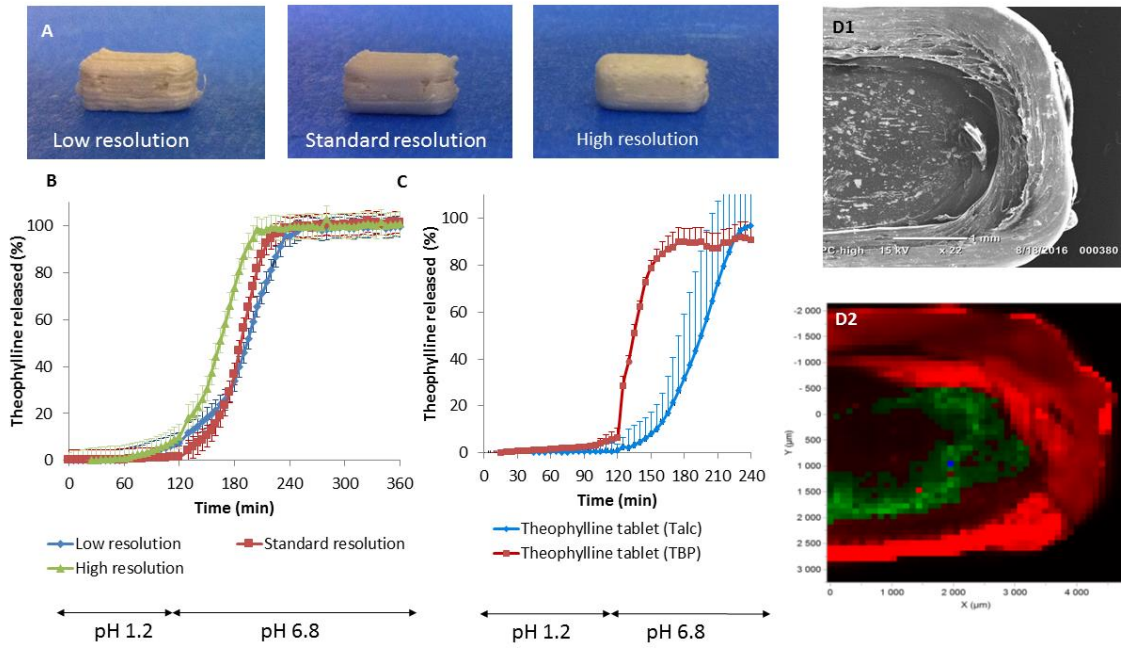 A
Low resolution
Standard resolution
High resolution
B
Theophylline released (%)
100
80
60
40
20
0
0 60 120 180 240 300 360
Time (min)
Low resolution
Standard resolution
High resolution
pH 1.2
pH 6.8
C
Theophylline released (%)
100
80
60
40
20
0
0 30 60 90 120 150 180 210 240
Time (min)
Theophylline tablet (Talc)
Theophylline tablet (TBP)
pH 1.2
pH 6.8
D1
1 mm
PC-high 15 kV x-22 8/18/2016 000380
D2
-2 000
-1 500
-1 000
- 500
0
500
1 000
1 500
2 000
2 500
3 000
Y (µm)
0 1 000 2 000 3 000 4 000
X (µm)